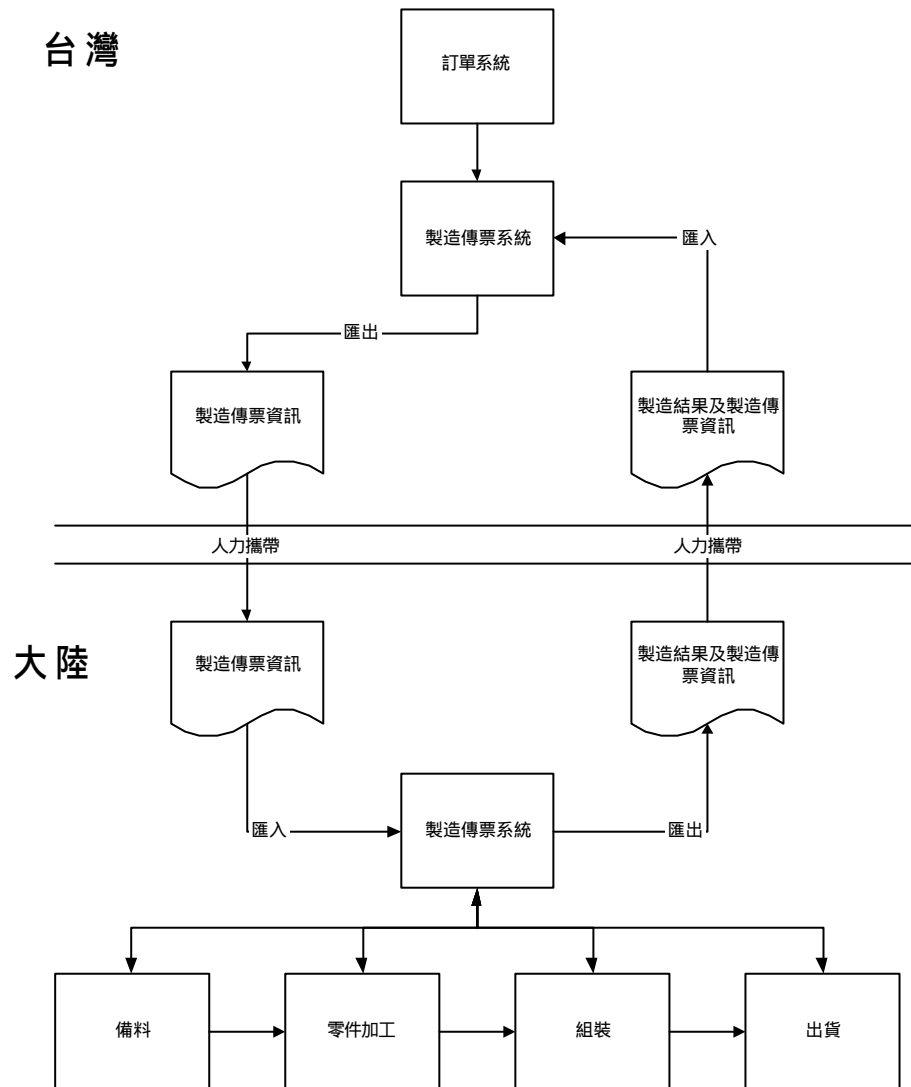 台灣
訂單系統
製造傳票系統
匯入
匯出
製造傳票資訊
製造結果及製造傳
票資訊
人力攜帶
人力攜帶
大陸
製造傳票資訊
製造結果及製造傳
票資訊
匯入
製造傳票系統
匯出
備料
零件加工
組裝
出貨